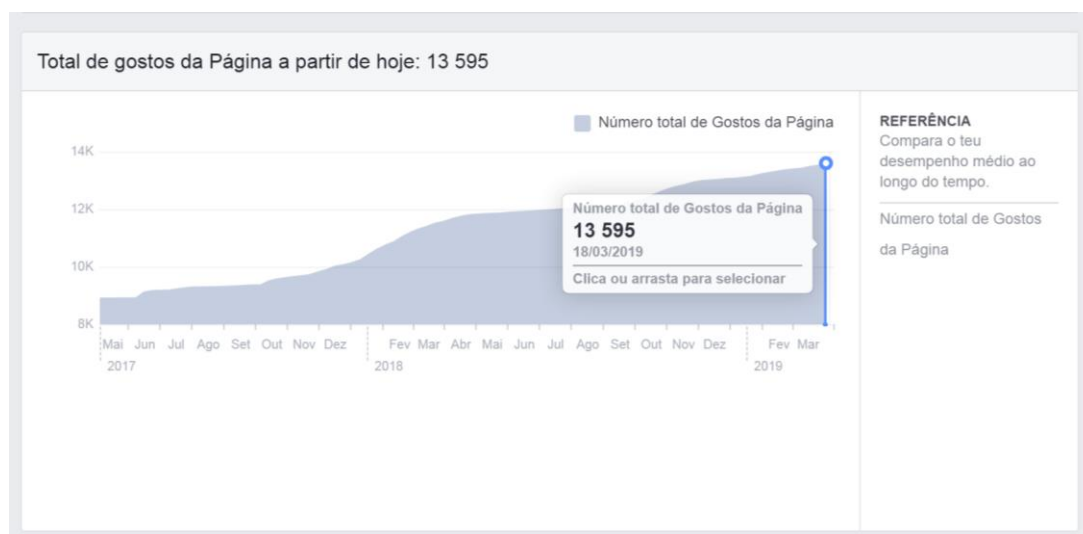 Total de gostos da Página a partir de hoje: 13 595
Número total de Gostos da Página
14K
12K
10K
8K
Número total de Gostos da Página
13 595
18/03/2019
Clica ou arrasta para selecionar
Mai Jun Jul Ago Set Out Nov Dez Fev Mar Abr Mai Jun Jul Ago Set Out Nov Dez Fev Mar
2017 2018 2019
REFERÊNCIA
Compara o teu
desempenho médio ao
longo do tempo.
Número total de Gostos
da Página